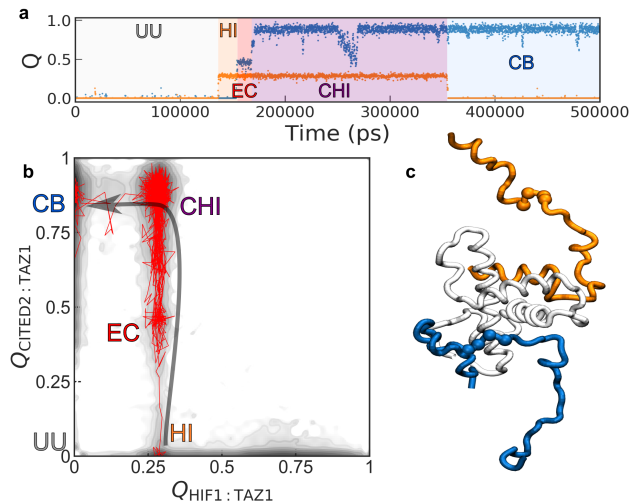 a
1.0
0.5
0.0
Q
UU
HI
EC
CHI
CB
0
100000
200000
300000
400000
500000
Time (ps)
b
c
1
0.75
0.5
0.25
0
Q CITED2 : TAZ1
CB
CHI
EC
HI
UU
0
0.25
0.5
0.75
1
Q HIF1 : TAZ1